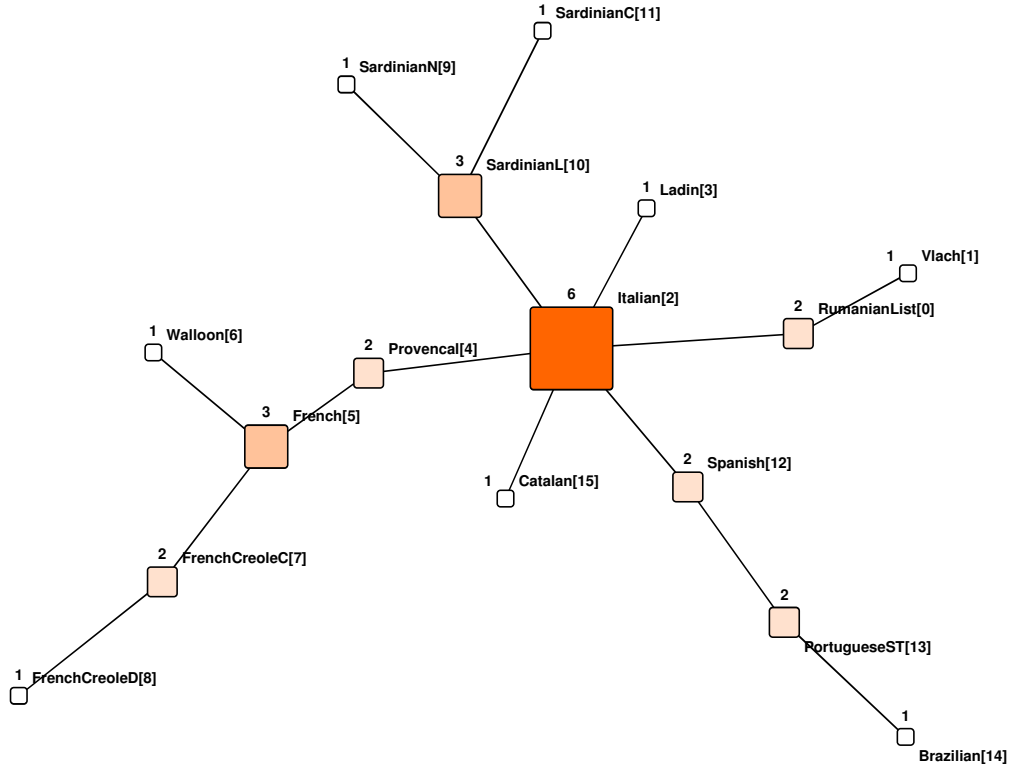 1 SardinianC[11]
1 SardinianN[9]
3 SardinianL[10]
1 Ladin[3]
1 Vlach[1]
6 Italian[2]
2 RumanianList[0]
1 Walloon[6]
2 Provencal[4]
3 French[5]
2 Spanish[12]
1 Catalan[15]
2 FrenchCreoleC[7]
2 PortugueseST[13]
1 FrenchCreoleD[8]
1 Brazilian[14]